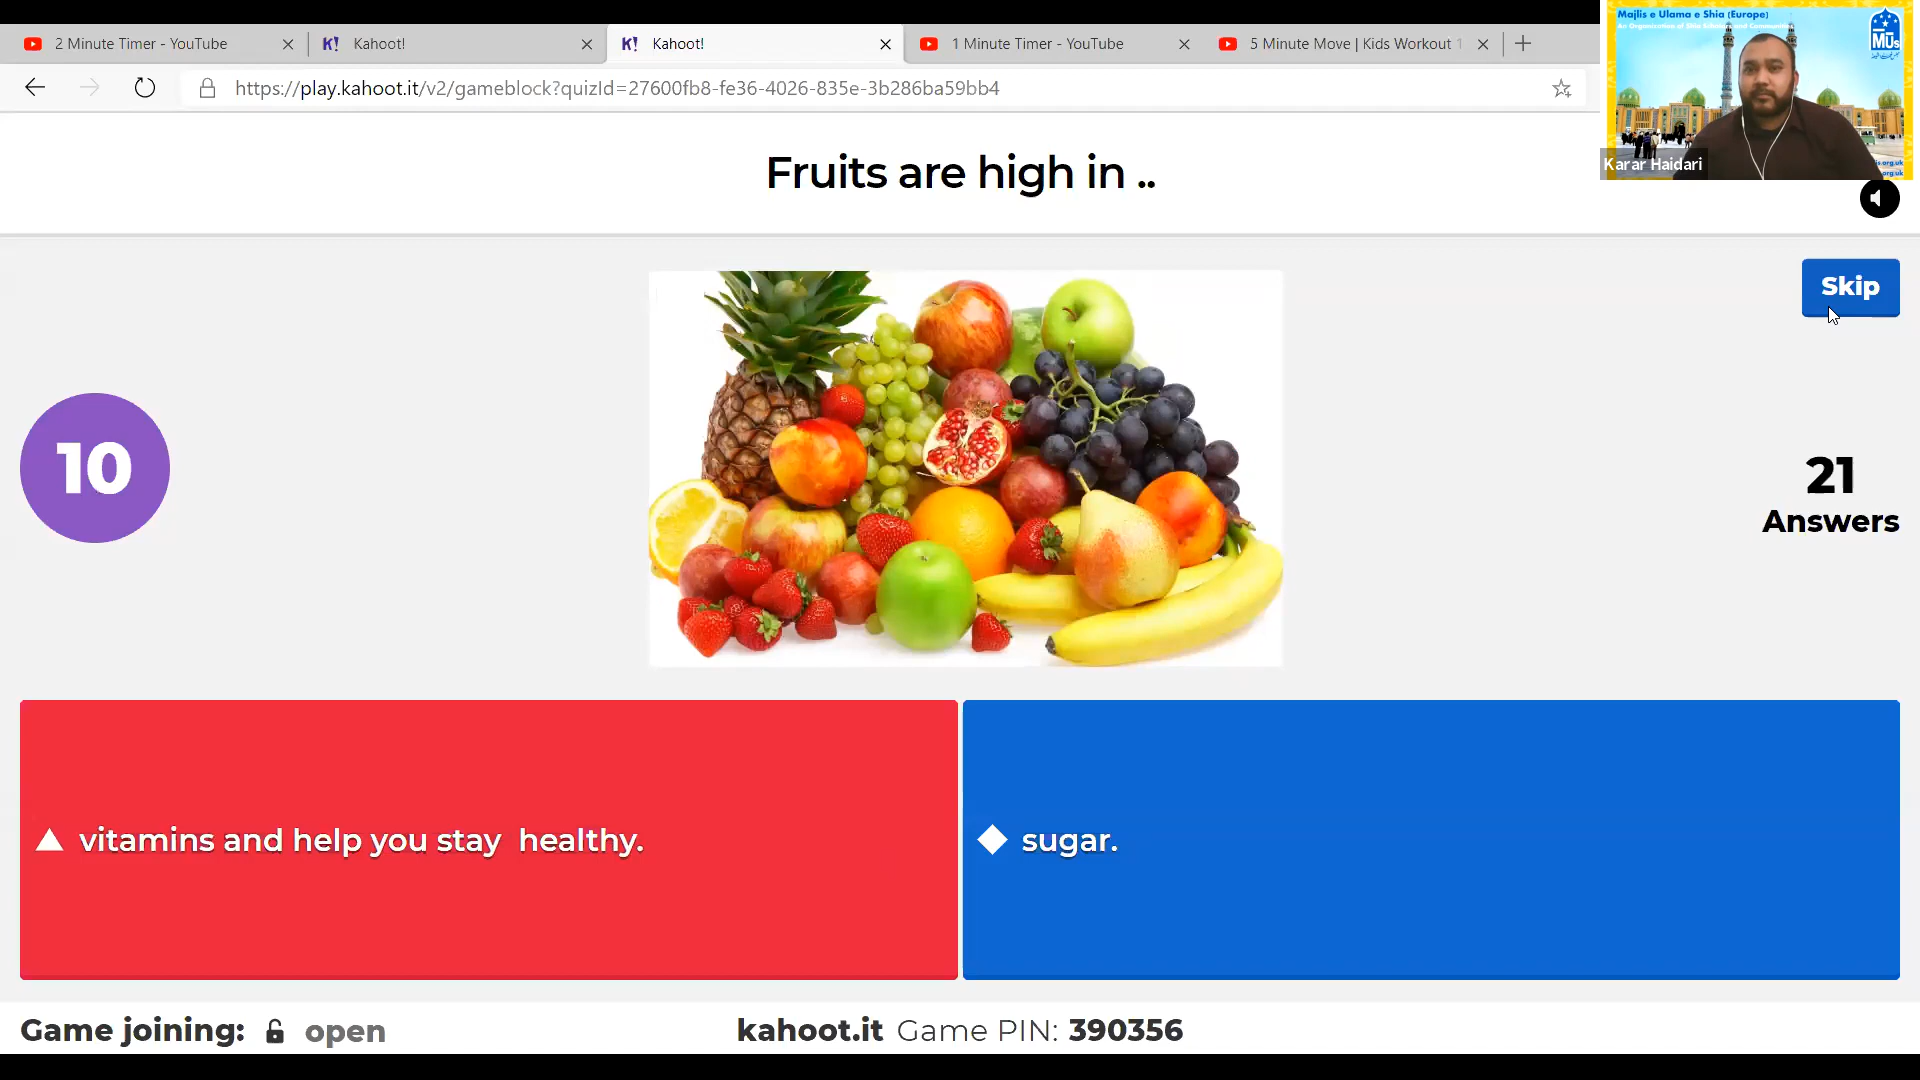 2 Minute Timer - YouTube
Kahoot!
Kahoot!
1 Minute Timer - YouTube
5 Minute Move | Kids Workout 1
https://play.kahoot.it/v2/gameblock?quizId=27600fb8-fe36-4026-835e-3b286ba59bb4
Majlis e Ulama e Shia (Europe)
MUs
Karar Haidari
Fruits are high in ..
Skip
10
21
Answers
vitamins and help you stay healthy.
sugar.
Game joining: open
kahoot.it Game PIN: 390356